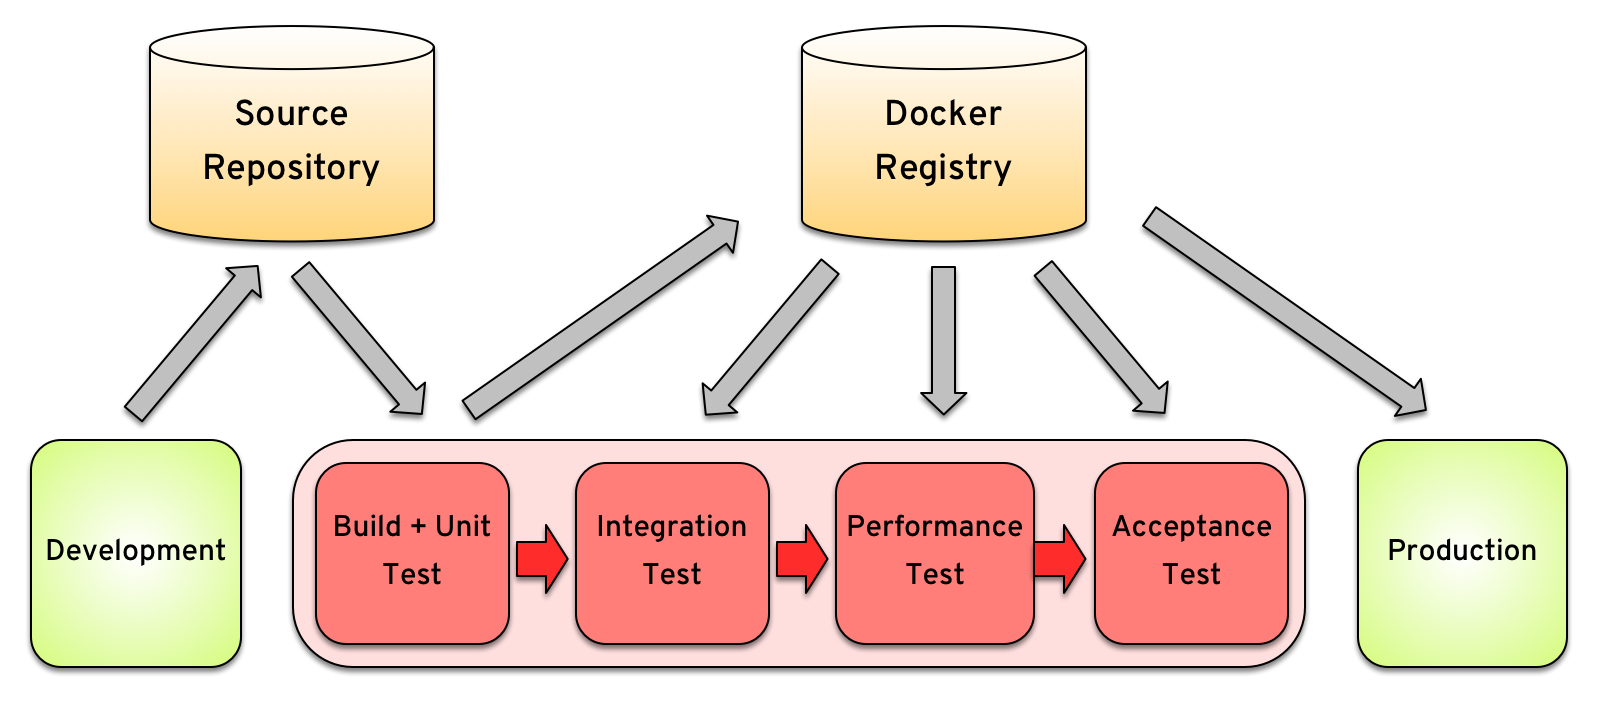 Source
Repository
Docker
Registry
Development
Build + Unit
Test
Integration
Test
Performance
Test
Acceptance
Test
Production